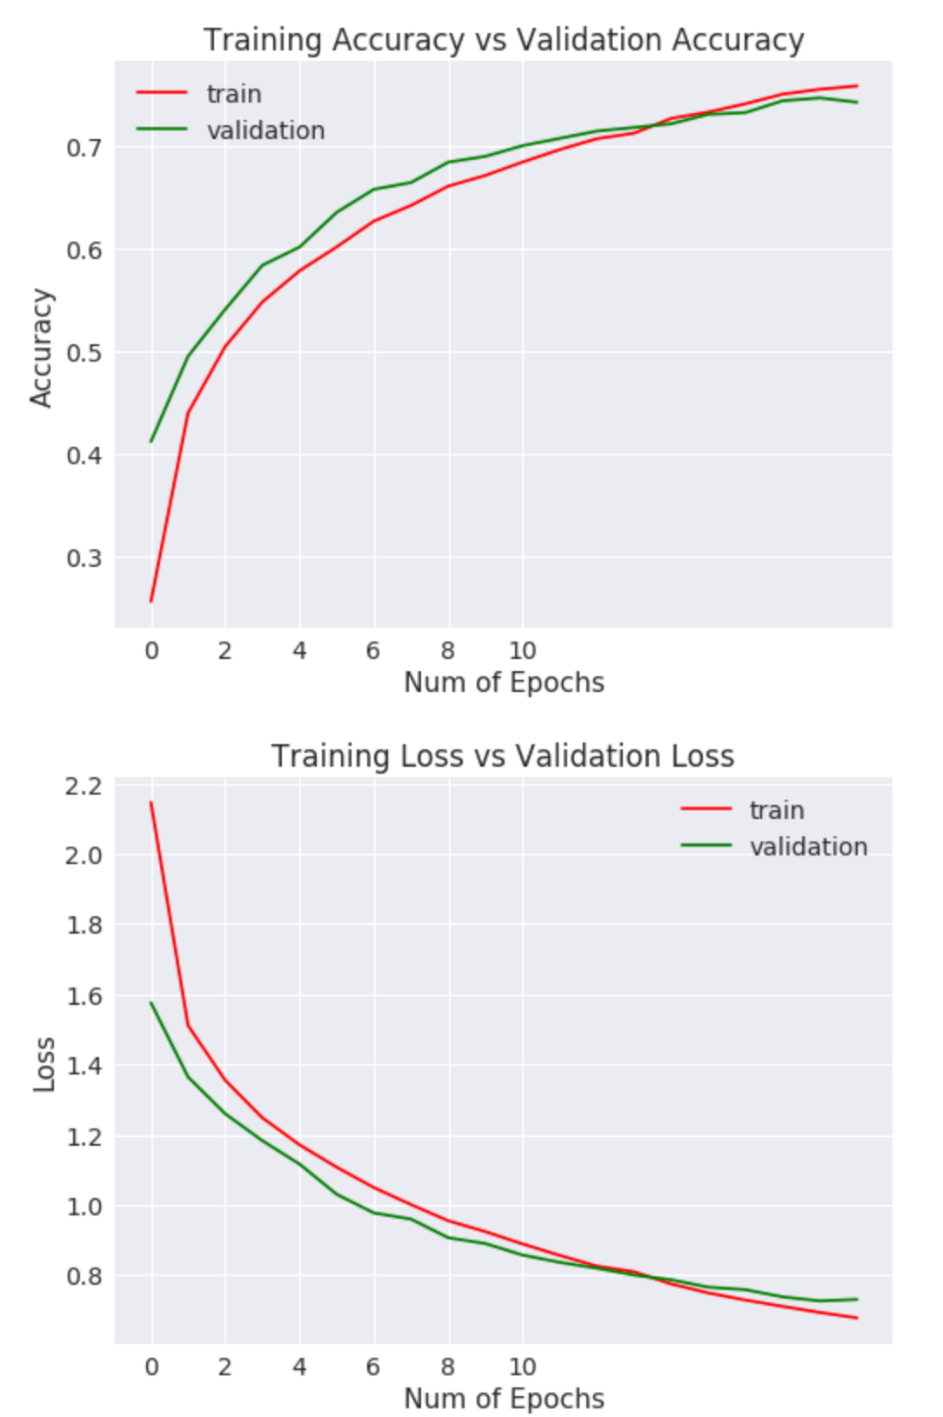 Training Accuracy vs Validation Accuracy
train
validation
0.7
0.6
0.5
0.4
0.3
Accuracy
0 2 4 6 8 10
Num of Epochs
Training Loss vs Validation Loss
2.2
train
validation
2.0
1.8
1.6
1.4
1.2
1.0
0.8
Loss
0 2 4 6 8 10
Num of Epochs